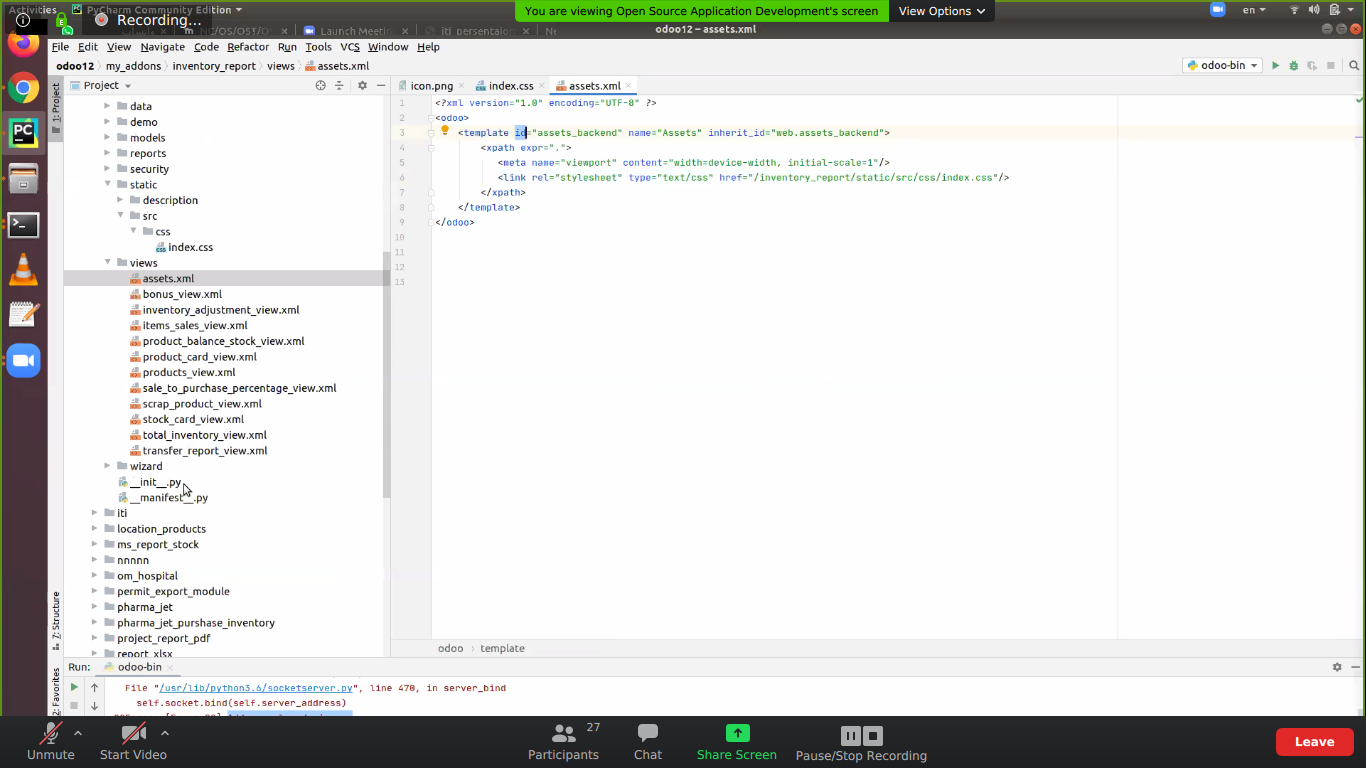 Activities
PyCharm Community Edition
Recording...
You are viewing Open Source Application Development's screen
View Options
en
odoo12 – assets.xml
Launch Meeting
File Edit View Navigate Code Refactor Run Tools VCS Window Help
odoo12 my_addons inventory_report views assets.xml
odoo-bin
1: Project
Project
icon.png
index.css
assets.xml
data
demo
models
reports
security
static
description
src
css
index.css
views
assets.xml
bonus_view.xml
inventory_adjustment_view.xml
items_sales_view.xml
product_balance_stock_view.xml
product_card_view.xml
products_view.xml
sale_to_purchase_percentage_view.xml
scrap_product_view.xml
stock_card_view.xml
total_inventory_view.xml
transfer_report_view.xml
wizard
__init__.py
__manifest__.py
iti
location_products
ms_report_stock
nnnnn
om_hospital
permit_export_module
pharma_jet
pharma_jet_purshase_inventory
project_report_pdf
report_xlsx
7: Structure
2: Favorites
1 <?xml version="1.0" encoding="UTF-8" ?>
2 <odoo>
3 <template id="assets_backend" name="Assets" inherit_id="web.assets_backend">
4 <xpath expr=".">
5 <meta name="viewport" content="width=device-width, initial-scale=1"/>
6 <link rel="stylesheet" type="text/css" href="/inventory_report/static/src/css/index.css"/>
7 </xpath>
8 </template>
9 </odoo>
10
11
12
13
odoo › template
Run: odoo-bin
File "/usr/lib/python3.6/socketserver.py", line 470, in server_bind
self.socket.bind(self.server_address)
Unmute
Start Video
27
Participants
Chat
Share Screen
Pause/Stop Recording
Leave